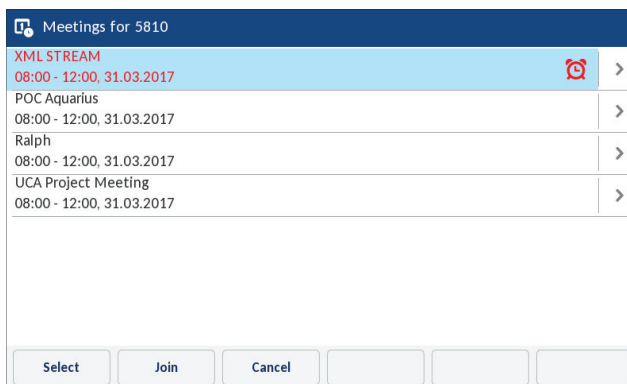 Meetings for 5810
XML STREAM
08:00 - 12:00, 31.03.2017
POC Aquarius
08:00 - 12:00, 31.03.2017
Ralph
08:00 - 12:00, 31.03.2017
UCA Project Meeting
08:00 - 12:00, 31.03.2017
Select Join Cancel